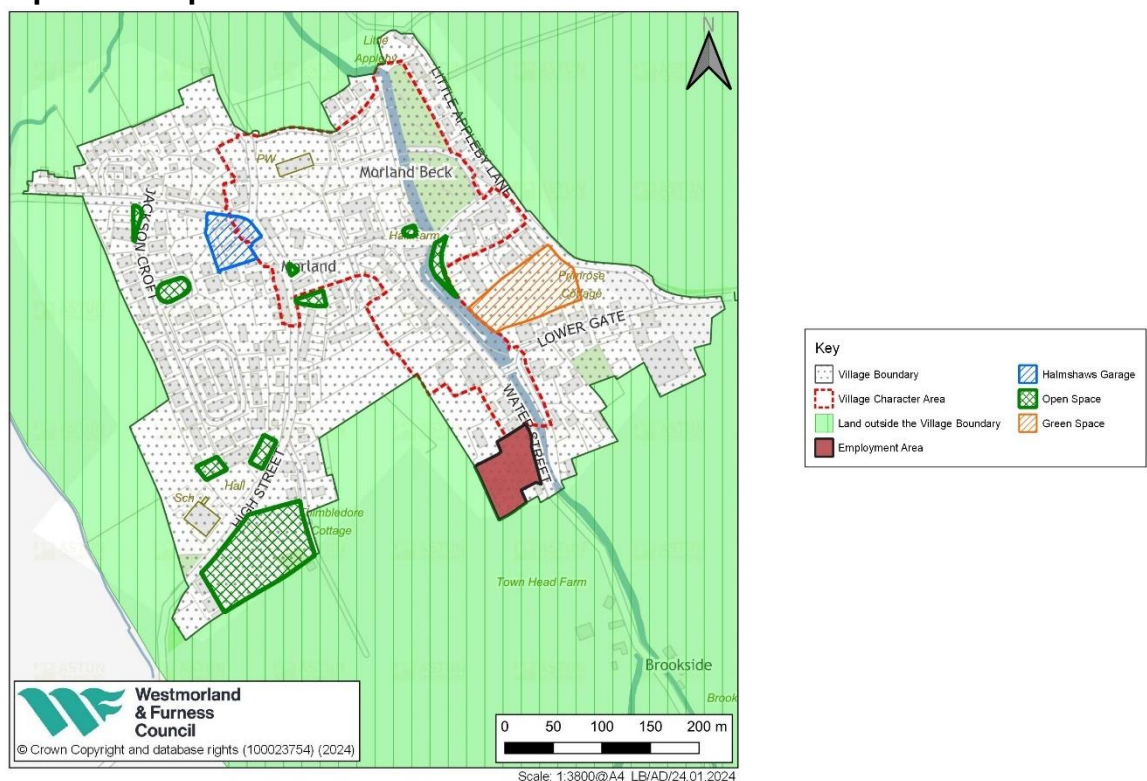 N
Little
Appleby
LITTLE APPLEBY LANE
PW
Morland Beck
JACKSON CROFT
Hall Farm
Morland
Primrose
Cottage
LOWER GATE
WATER STREET
HIGH STREET
Hall
Sch
Cottage
Town Head Farm
Brookside
Brook
Westmorland
& Furness
Council
© Crown Copyright and database rights (100023754) (2024)
0 50 100 150 200 m
Scale: 1:3800@A4 LB/AD/24.01.2024
Key
Village Boundary
Village Character Area
Land outside the Village Boundary
Employment Area
Halmshaws Garage
Open Space
Green Space